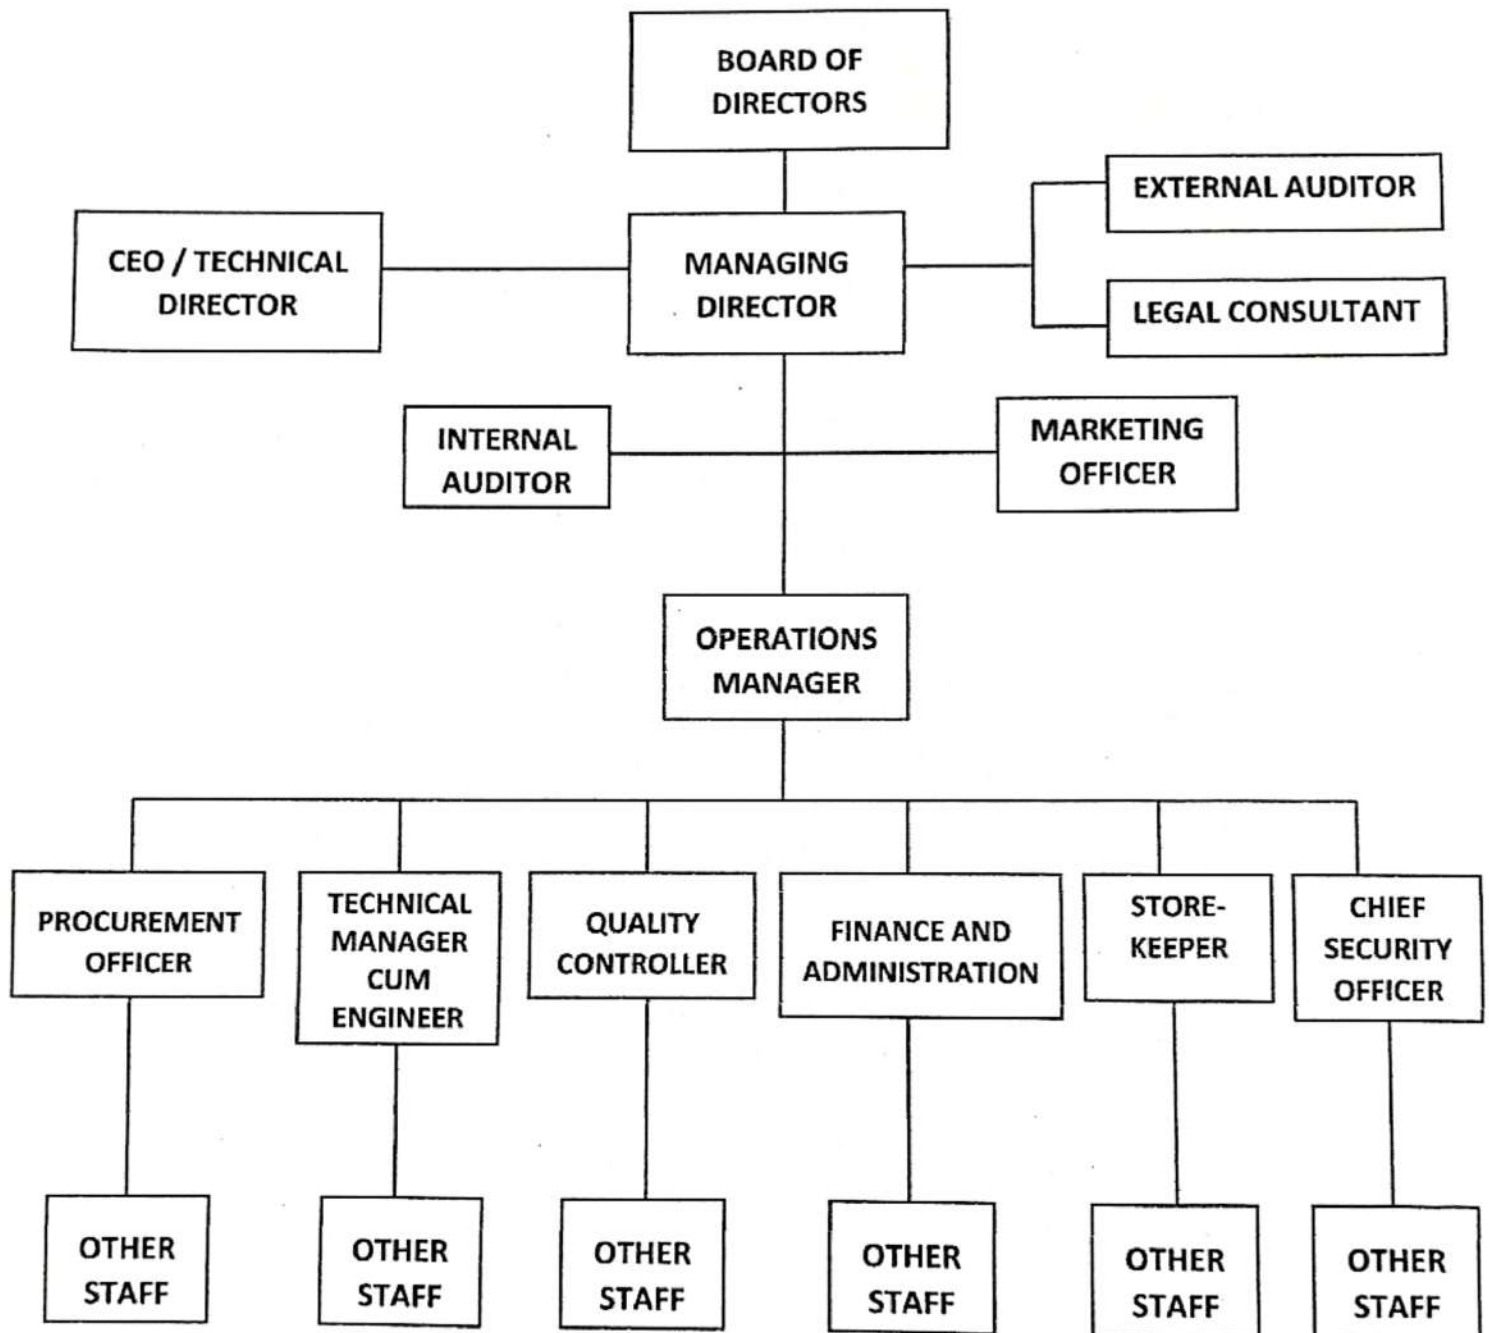 BOARD OF
DIRECTORS
EXTERNAL AUDITOR
CEO / TECHNICAL
DIRECTOR
MANAGING
DIRECTOR
LEGAL CONSULTANT
INTERNAL
AUDITOR
MARKETING
OFFICER
OPERATIONS
MANAGER
PROCUREMENT
OFFICER
TECHNICAL
MANAGER
CUM
ENGINEER
QUALITY
CONTROLLER
FINANCE AND
ADMINISTRATION
STORE-
KEEPER
CHIEF
SECURITY
OFFICER
OTHER
STAFF
OTHER
STAFF
OTHER
STAFF
OTHER
STAFF
OTHER
STAFF
OTHER
STAFF